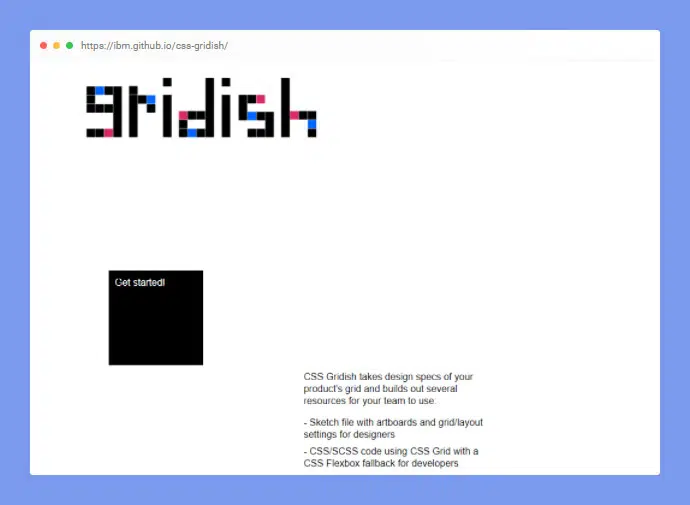 https://ibm.github.io/css-gridish/
gridish
Get started!
CSS Gridish takes design specs of your
product's grid and builds out several
resources for your team to use:
- Sketch file with artboards and grid/layout
settings for designers
- CSS/SCSS code using CSS Grid with a
CSS Flexbox fallback for developers